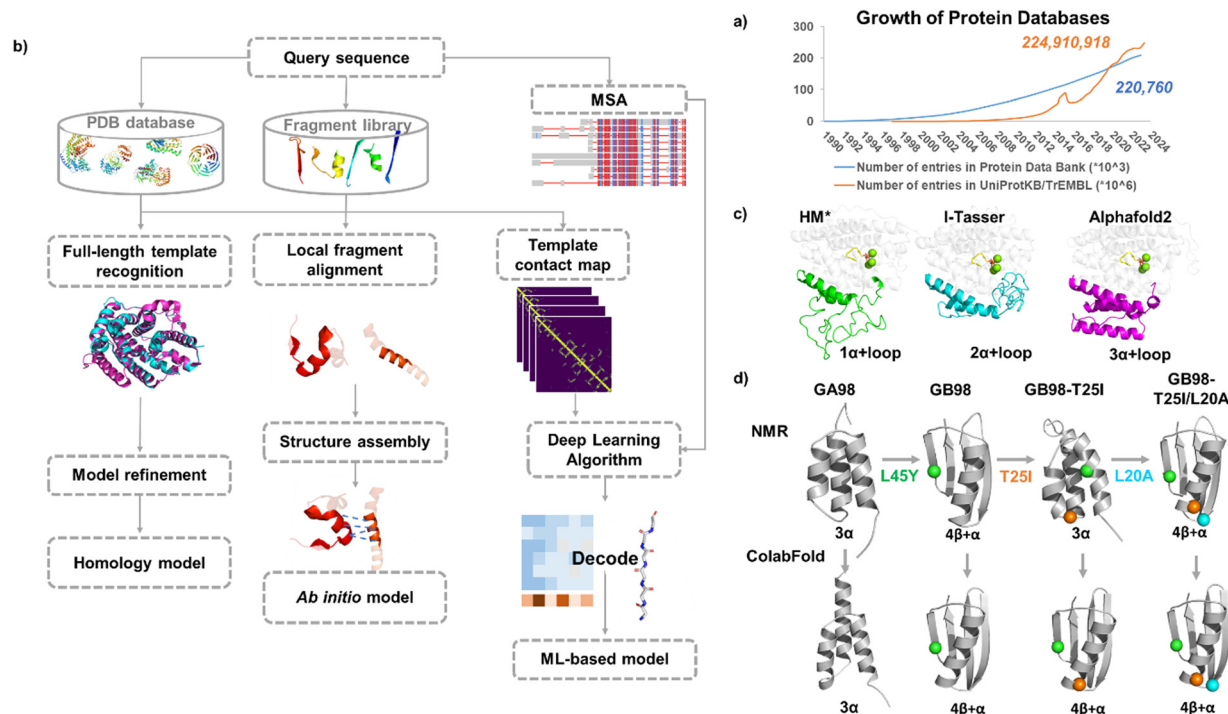 b)
Query sequence
PDB database
Fragment library
MSA
Full-length template
recognition
Local fragment
alignment
Template
contact map
Structure assembly
Deep Learning
Algorithm
Model refinement
Homology model
Decode
Ab initio model
ML-based model
a)
Growth of Protein Databases
300
200
100
0
224,910,918
220,760
1990
1992
1994
1996
1998
2000
2002
2004
2006
2008
2010
2012
2014
2016
2018
2020
2022
2024
Number of entries in Protein Data Bank (*10^3)
Number of entries in UniProtKB/TrEMBL (*10^6)
c)
HM*
I-Tasser
Alphafold2
1α+loop
2α+loop
3α+loop
d)
GA98
GB98
GB98-T25I
GB98-
T25I/L20A
NMR
L45Y
T25I
L20A
3α
4β+α
3α
4β+α
ColabFold
3α
4β+α
4β+α
4β+α